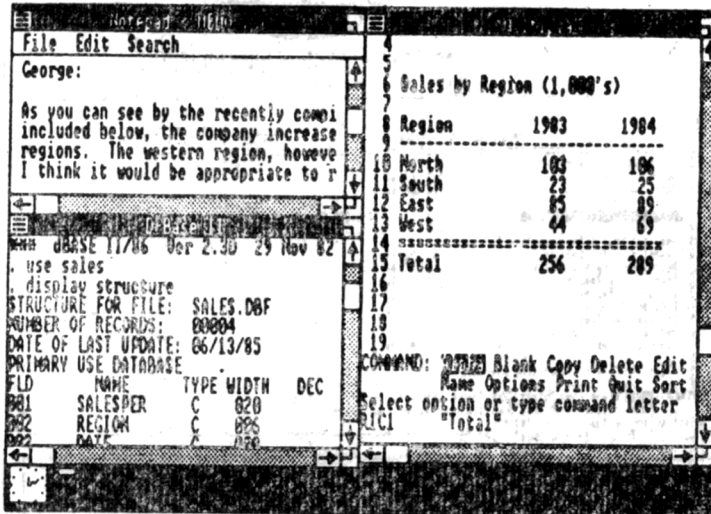 Notepad
File Edit Search
George:
As you can see by the recently compi
included below, the company increase
regions. The western region, howeve
I think it would be appropriate to r
dBASE II/86 Ver 2.3D 29 Nov 82
. use sales
. display structure
STRUCTURE FOR FILE: SALES.DBF
NUMBER OF RECORDS: 00004
DATE OF LAST UPDATE: 06/13/85
PRIMARY USE DATABASE
FLD NAME TYPE WIDTH DEC
001 SALESPER C 020
002 REGION C 006
003 DATE C
4
5
6 Sales by Region (1,000's)
7
8 Region 1983 1984
9 ------------------------------
10 North 103 106
11 South 23 25
12 East 85 89
13 West 44 69
14 ==============================
15 Total 256 289
16
17
18
19
COMMAND: Blank Copy Delete Edit
Name Options Print Quit Sort
Select option or type command letter
R1C1 "Total"